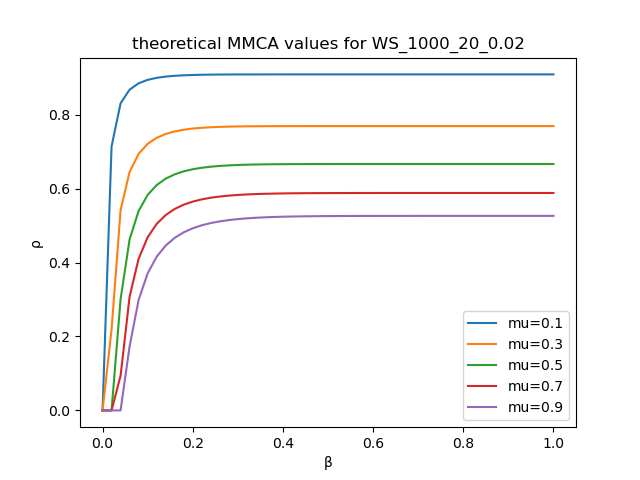 theoretical MMCA values for WS_1000_20_0.02
ρ
0.8
0.6
0.4
0.2
0.0
0.0 0.2 0.4 0.6 0.8 1.0
β
mu=0.1
mu=0.3
mu=0.5
mu=0.7
mu=0.9